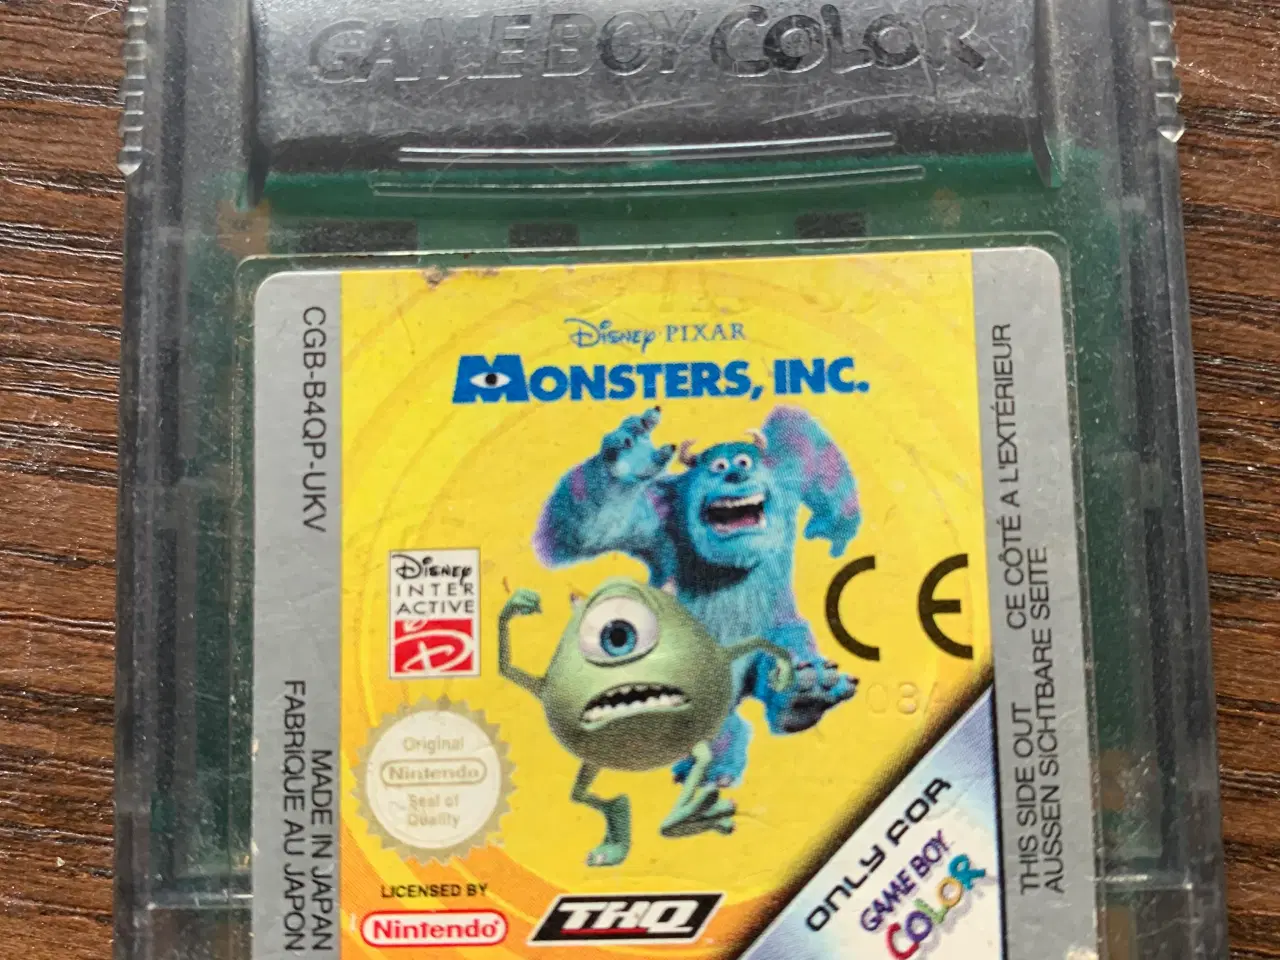 GAME BOY COLOR
CGB-B4QP-UKV
MADE IN JAPAN
FABRIQUÉ AU JAPON
Disney PIXAR
MONSTERS, INC.
Disney
INTER
ACTIVE
D
CE
08A
Original
Nintendo
Seal of
Quality
LICENSED BY
Nintendo®
THQ
ONLY FOR
GAME BOY
COLOR
CE CÔTÉ A L'EXTÉRIEUR
THIS SIDE OUT
AUSSEN SICHTBARE SEITE